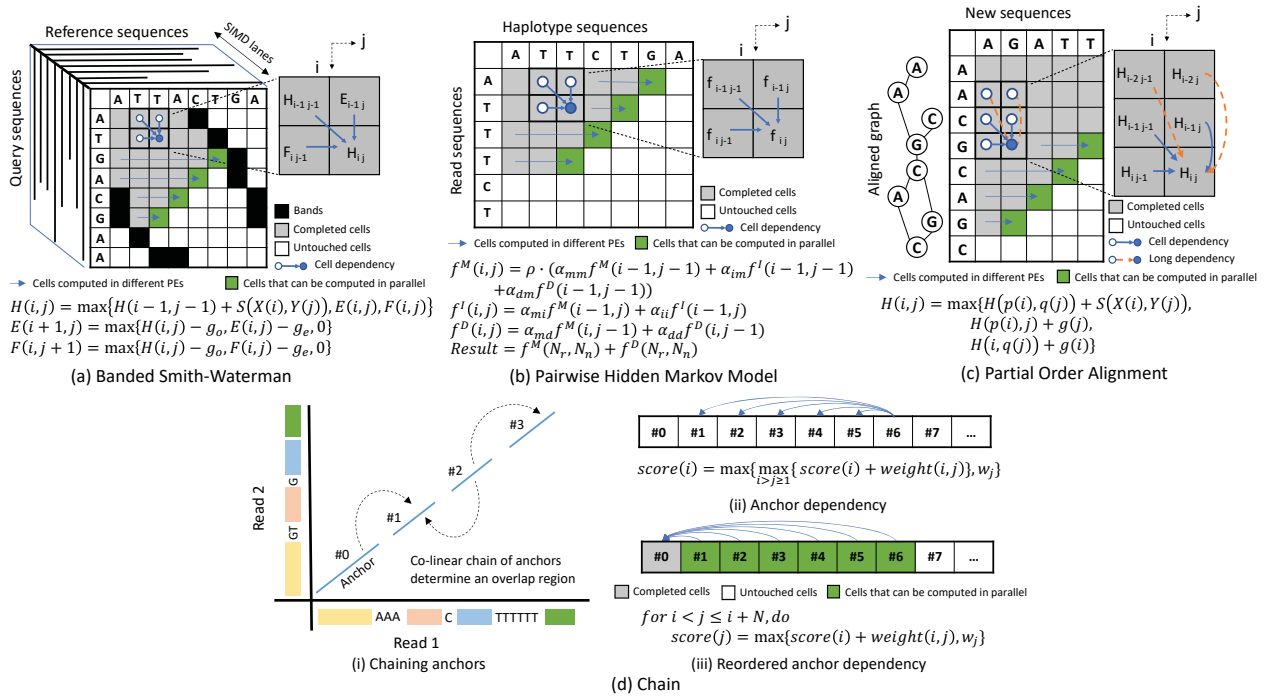 Reference sequences
SIMD lanes
Query sequences
A T T A C T G A
A
T
T
G
A
C
G
A
A
i
j
H i-1 j-1
E i-1 j
F i j-1
H i j
Bands
Completed cells
Untouched cells
Cell dependency
Cells computed in different PEs
Cells that can be computed in parallel
H(i,j) = max{H(i − 1, j − 1) + S(X(i),Y(j)), E(i,j), F(i,j)}
E(i + 1, j) = max{H(i,j) − g_o, E(i,j) − g_e, 0}
F(i,j + 1) = max{H(i,j) − g_o, F(i,j) − g_e, 0}
(a) Banded Smith-Waterman
Haplotype sequences
Read sequences
A T T C T G A
A
T
T
T
C
T
i
j
f i-1 j-1
f i-1 j
f i j-1
f i j
Completed cells
Untouched cells
Cell dependency
Cells computed in different PEs
Cells that can be computed in parallel
f^M(i,j) = ρ · (α_mm f^M(i − 1, j − 1) + α_im f^I(i − 1, j − 1)
+α_dm f^D(i − 1, j − 1))
f^I(i,j) = α_mi f^M(i − 1, j) + α_ii f^I(i − 1, j)
f^D(i,j) = α_md f^M(i,j − 1) + α_dd f^D(i,j − 1)
Result = f^M(N_r, N_n) + f^D(N_r, N_n)
(b) Pairwise Hidden Markov Model
New sequences
Aligned graph
A G A T T
A
A
C
G
C
A
G
C
A
A
C
G
C
A
G
C
i
j
H i-2 j-1
H i-2 j
H i-1 j-1
H i-1 j
H i j-1
H i j
Completed cells
Untouched cells
Cell dependency
Long dependency
Cells computed in different PEs
Cells that can be computed in parallel
H(i,j) = max{H(p(i), q(j)) + S(X(i),Y(j)),
H(p(i),j) + g(j),
H(i,q(j)) + g(i)}
(c) Partial Order Alignment
Read 2
G
GT
#0
#1
#2
#3
Anchor
Co-linear chain of anchors
determine an overlap region
AAA C TTTTTT
Read 1
(i) Chaining anchors
#0 #1 #2 #3 #4 #5 #6 #7 ...
score(i) = max{ max i>j≥1 {score(i) + weight(i,j)}, w_j}
(ii) Anchor dependency
#0 #1 #2 #3 #4 #5 #6 #7 ...
Completed cells
Untouched cells
Cells that can be computed in parallel
for i < j ≤ i + N, do
score(j) = max{score(i) + weight(i,j), w_j}
(iii) Reordered anchor dependency
(d) Chain